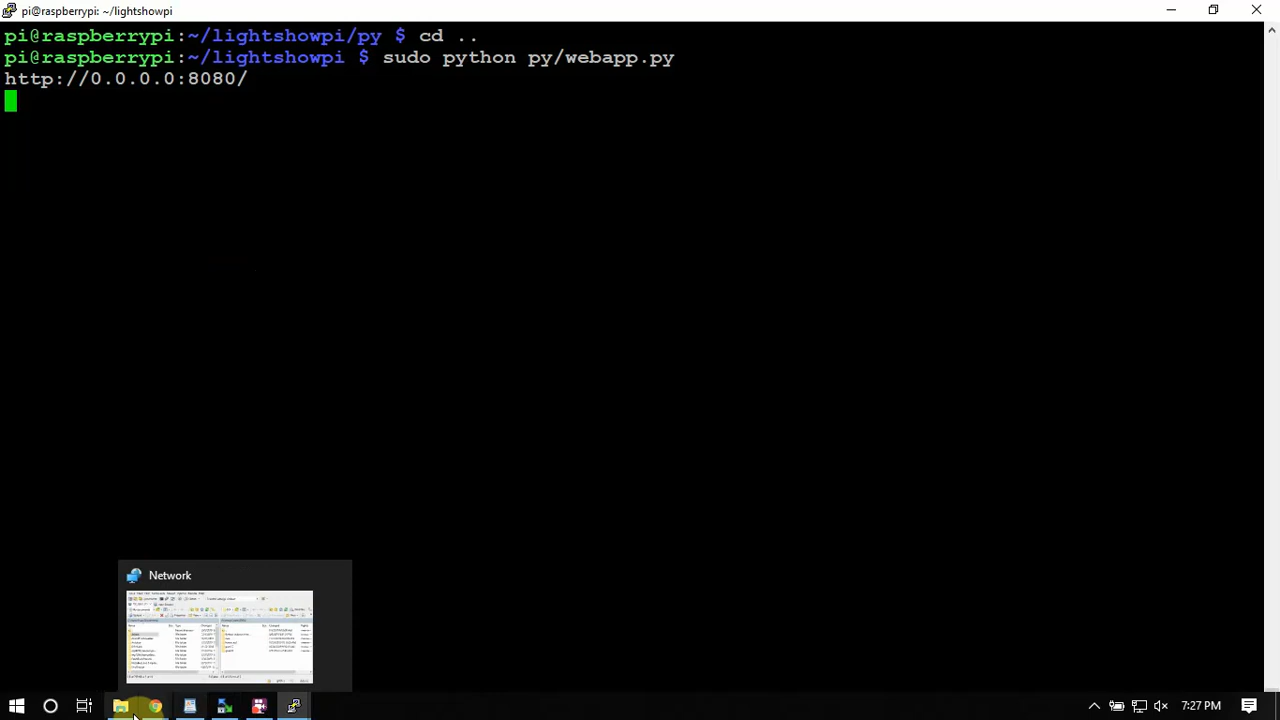 pi@raspberrypi: ~/lightshowpi
pi@raspberrypi:~/lightshowpi/py $ cd ..
pi@raspberrypi:~/lightshowpi $ sudo python py/webapp.py
http://0.0.0.0:8080/
Network
7:27 PM